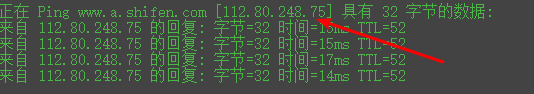 正在 Ping www.a.shifen.com [112.80.248.75] 具有 32 字节的数据:
来自 112.80.248.75 的回复: 字节=32 时间=15ms TTL=52
来自 112.80.248.75 的回复: 字节=32 时间=15ms TTL=52
来自 112.80.248.75 的回复: 字节=32 时间=17ms TTL=52
来自 112.80.248.75 的回复: 字节=32 时间=14ms TTL=52